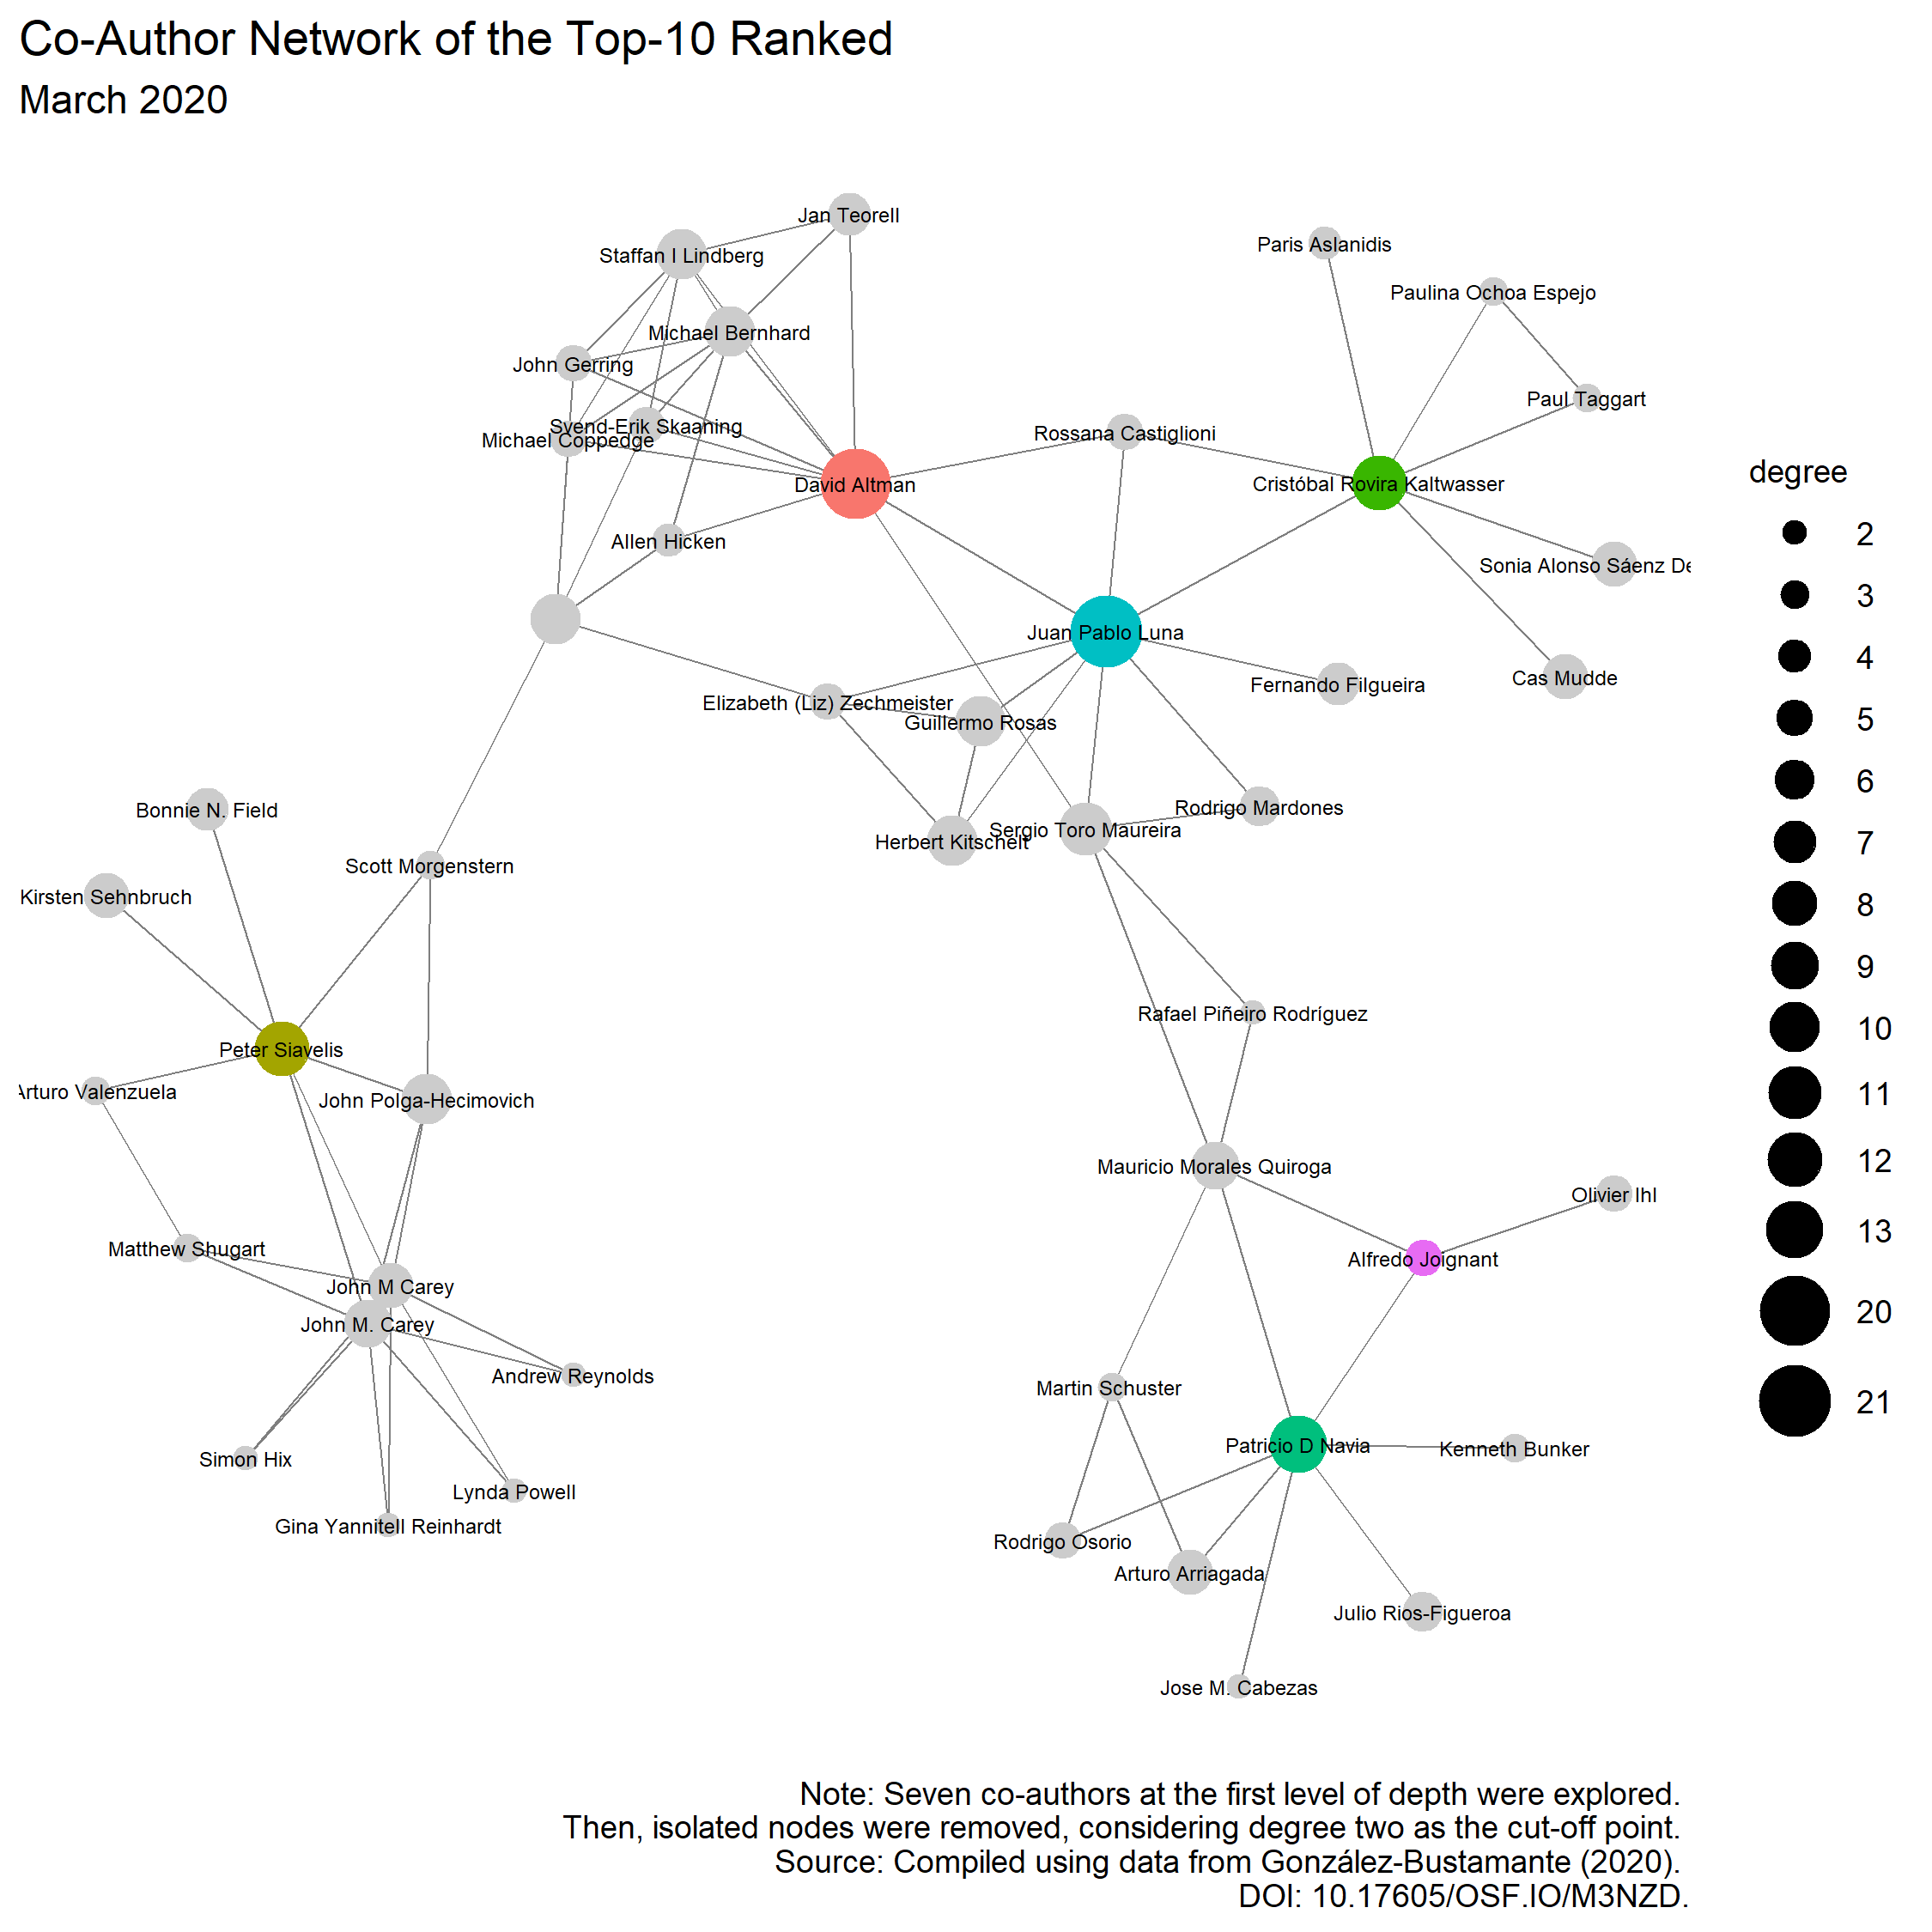 Co-Author Network of the Top-10 Ranked
March 2020
Jan Teorell
Staffan I Lindberg
Paris Aslanidis
Paulina Ochoa Espejo
Michael Bernhard
John Gerring
Paul Taggart
Svend-Erik Skaaning
Michael Coppedge
Rossana Castiglioni
David Altman
Cristóbal Rovira Kaltwasser
Allen Hicken
Sonia Alonso Sáenz De
Juan Pablo Luna
Cas Mudde
Fernando Filgueira
Elizabeth (Liz) Zechmeister
Guillermo Rosas
Rodrigo Mardones
Bonnie N. Field
Sergio Toro Maureira
Herbert Kitschelt
Scott Morgenstern
Kirsten Sehnbruch
Rafael Piñeiro Rodríguez
Peter Siavelis
Arturo Valenzuela
John Polga-Hecimovich
Mauricio Morales Quiroga
Olivier Ihl
Matthew Shugart
Alfredo Joignant
John M Carey
John M. Carey
Andrew Reynolds
Martin Schuster
Patricio D Navia
Kenneth Bunker
Simon Hix
Lynda Powell
Gina Yannitell Reinhardt
Rodrigo Osorio
Arturo Arriagada
Julio Rios-Figueroa
Jose M. Cabezas
degree
2
3
4
5
6
7
8
9
10
11
12
13
20
21
Note: Seven co-authors at the first level of depth were explored.
Then, isolated nodes were removed, considering degree two as the cut-off point.
Source: Compiled using data from González-Bustamante (2020).
DOI: 10.17605/OSF.IO/M3NZD.